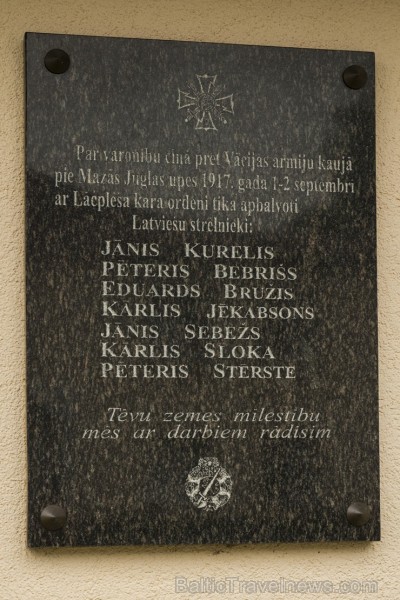 Par varonību cīņā pret Vācijas armiju kaujā
pie Mazās Juglas upes 1917. gada 1-2 septembrī
ar Lāčplēša kara ordeni tika apbalvoti
Latviešu strēlnieki:
JĀNIS KURELIS
PĒTERIS BEBRIŠS
EDUARDS BRUZIS
KĀRLIS JĒKABSONS
JĀNIS SEBEŽS
KĀRLIS SLOKA
PĒTERIS STĒRSTE
Tēvu zemes mīlestību
mēs ar darbiem rādīsim
BalticTravelnews.com